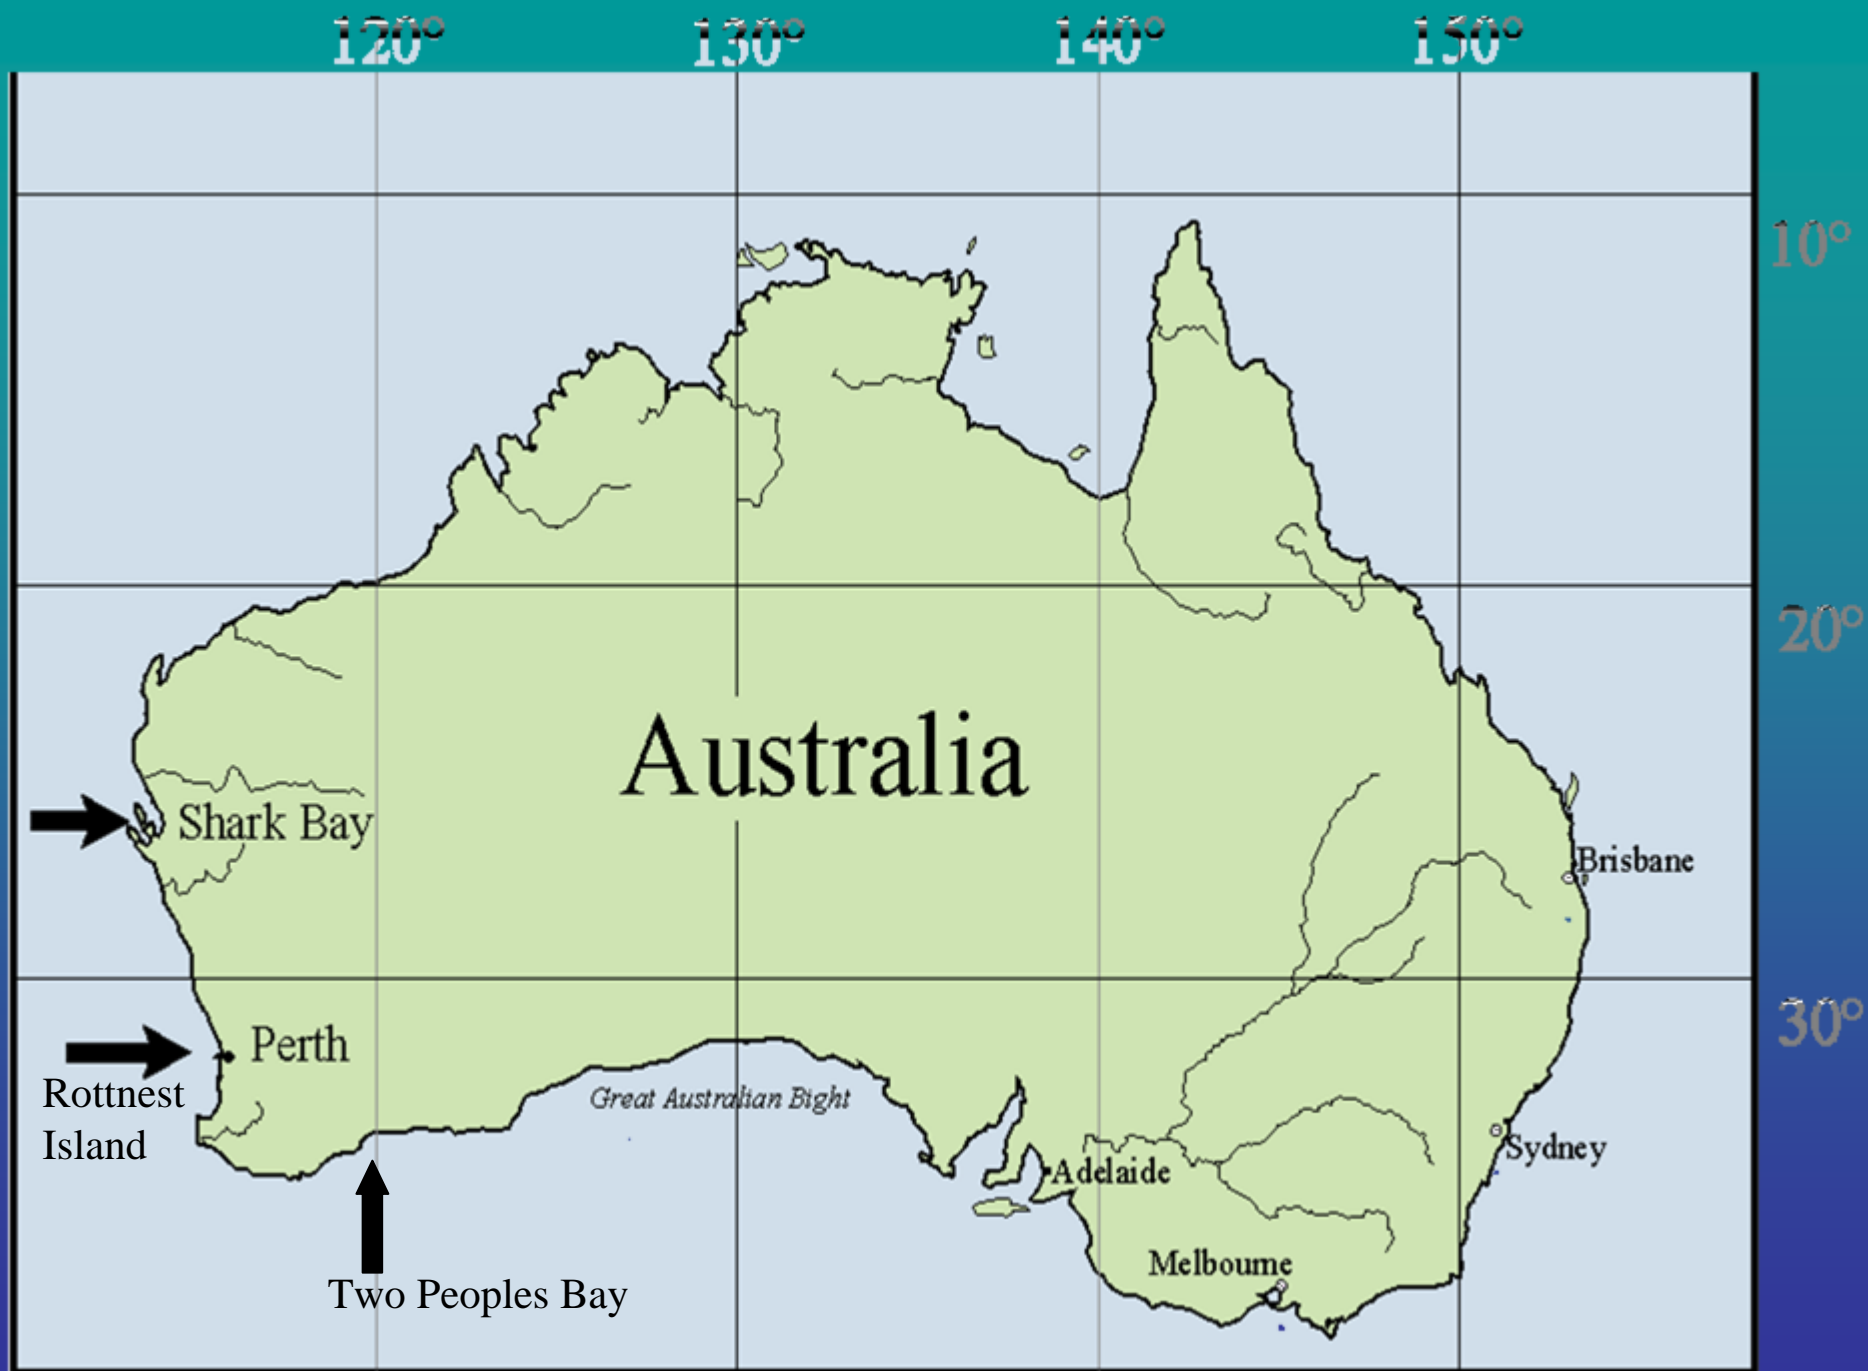 120° 130° 140° 150°
10°
20°
Australia
Shark Bay
Brisbane
30°
Perth
Rottnest
Island
Great Australian Bight
Sydney
Adelaide
Melbourne
Two Peoples Bay